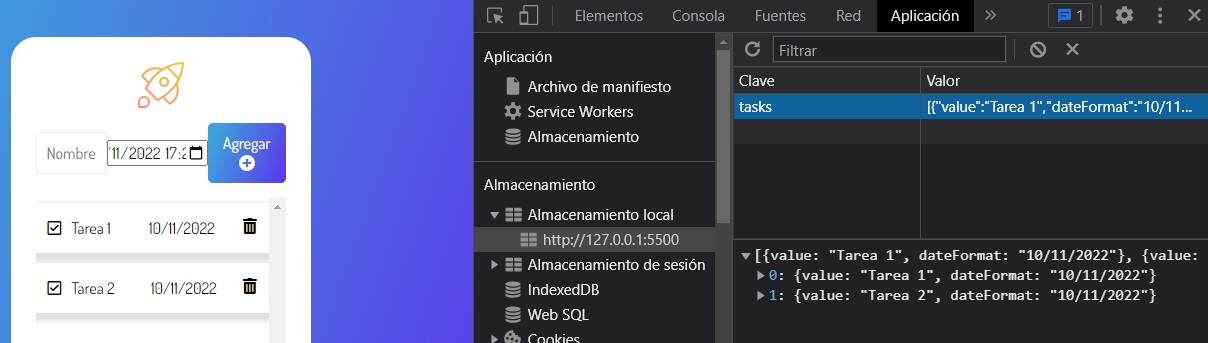 Nombre
/11/2022 17:2
Agregar
Tarea 1 10/11/2022
Tarea 2 10/11/2022
Elementos Consola Fuentes Red Aplicación » 1
Aplicación
Archivo de manifiesto
Service Workers
Almacenamiento
Almacenamiento
Almacenamiento local
http://127.0.0.1:5500
Almacenamiento de sesión
IndexedDB
Web SQL
Cookies
Filtrar
Clave Valor
tasks [{"value":"Tarea 1","dateFormat":"10/11...
[{value: "Tarea 1", dateFormat: "10/11/2022"}, {value:
0: {value: "Tarea 1", dateFormat: "10/11/2022"}
1: {value: "Tarea 2", dateFormat: "10/11/2022"}